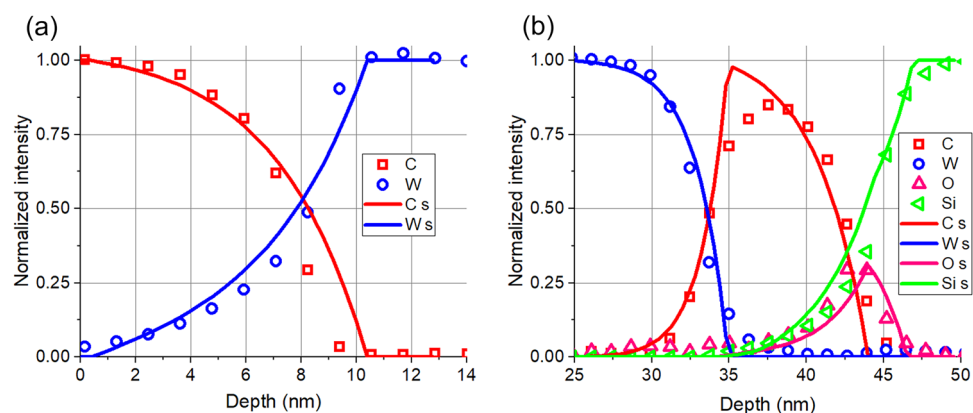 (a)
Normalized intensity
1.00
0.75
0.50
0.25
0.00
0 2 4 6 8 10 12 14
Depth (nm)
C
W
C s
W s
(b)
Normalized intensity
1.00
0.75
0.50
0.25
0.00
25 30 35 40 45 50
Depth (nm)
C
W
O
Si
C s
W s
O s
Si s